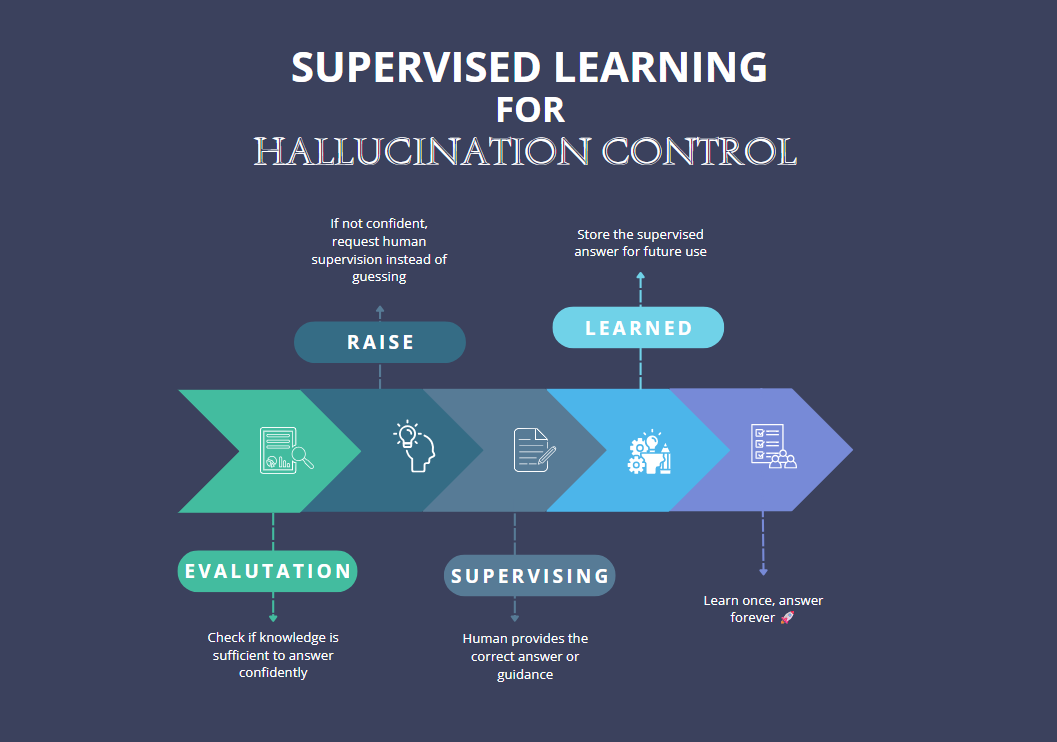 SUPERVISED LEARNING
FOR
HALLUCINATION CONTROL
If not confident,
request human
supervision instead of
guessing
Store the supervised
answer for future use
RAISE
LEARNED
EVALUTATION
SUPERVISING
Check if knowledge is
sufficient to answer
confidently
Human provides the
correct answer or
guidance
Learn once, answer
forever 🚀